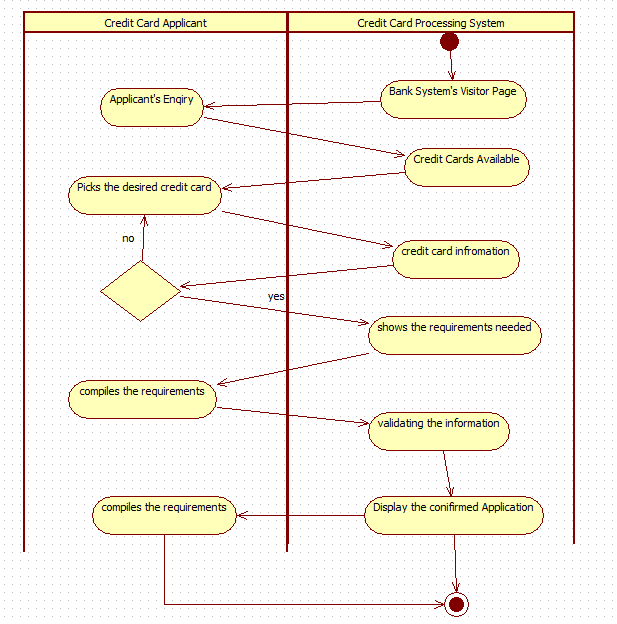 Credit Card Applicant
Credit Card Processing System
Bank System's Visitor Page
Applicant's Enqiry
Credit Cards Available
Picks the desired credit card
no
credit card infromation
yes
shows the requirements needed
compiles the requirements
validating the information
compiles the requirements
Display the conifirmed Application